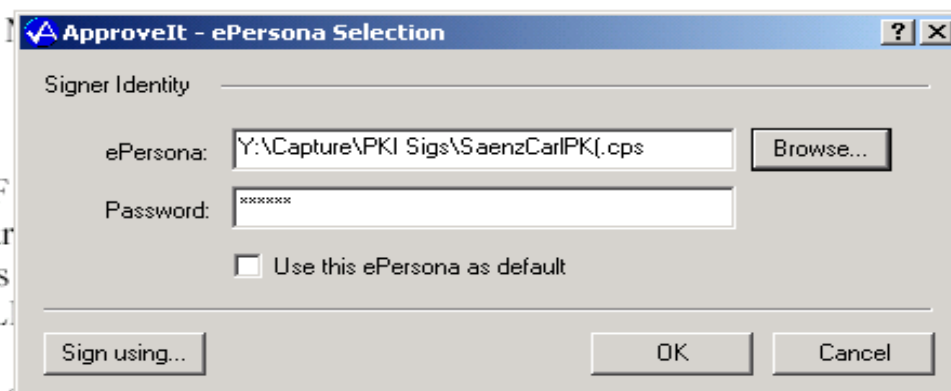 ApproveIt - ePersona Selection
Signer Identity
ePersona: Y:\Capture\PKI Sigs\SaenzCarlPK(.cps Browse...
Password: ******
Use this ePersona as default
Sign using... OK Cancel